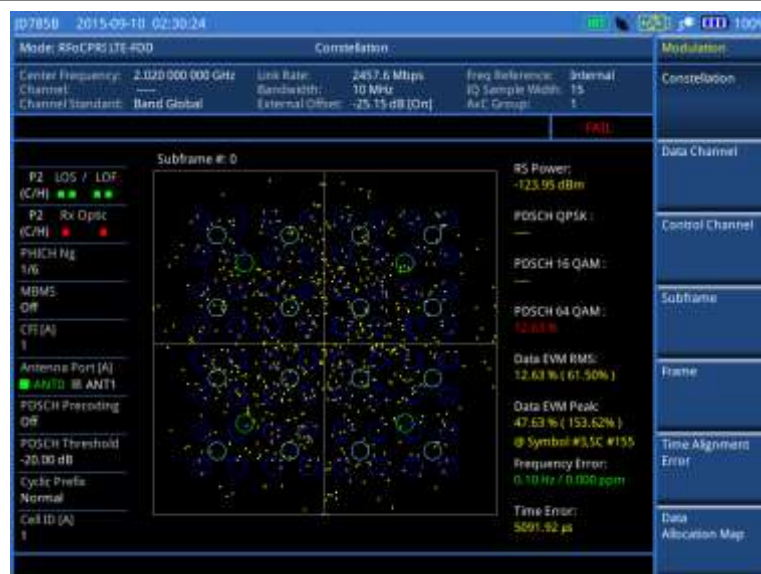 JD785B 2015-09-10 02:30:24 100%
Mode: RFoCPRI LTE-FDD Constellation Modulation
Center Frequency: 2.020 000 000 GHz Link Rate: 2457.6 Mbps Freq Reference: Internal
Channel: ---- Bandwidth: 10 MHz IQ Sample Width: 15
Channel Standard: Band Global External Offset: -25.15 dB [On] AxC Group: 1
FAIL
Constellation
Data Channel
Control Channel
Subframe
Frame
Time Alignment
Error
Data
Allocation Map
P2 LOS / LOF
(C/H)
P2 Rx Optic
(C/H)
PHICH Ng
1/6
MBMS
Off
CFI [A]
1
Antenna Port [A]
ANT0 ANT1
PDSCH Precoding
Off
PDSCH Threshold
-20.00 dB
Cyclic Prefix
Normal
Cell ID [A]
1
Subframe #: 0
RS Power:
-123.95 dBm
PDSCH QPSK :
----
PDSCH 16 QAM :
----
PDSCH 64 QAM :
12.63 %
Data EVM RMS:
12.63 % ( 61.50% )
Data EVM Peak:
47.63 % ( 153.62% )
@ Symbol #3,SC #155
Frequency Error:
0.10 Hz / 0.000 ppm
Time Error:
5091.92 µs